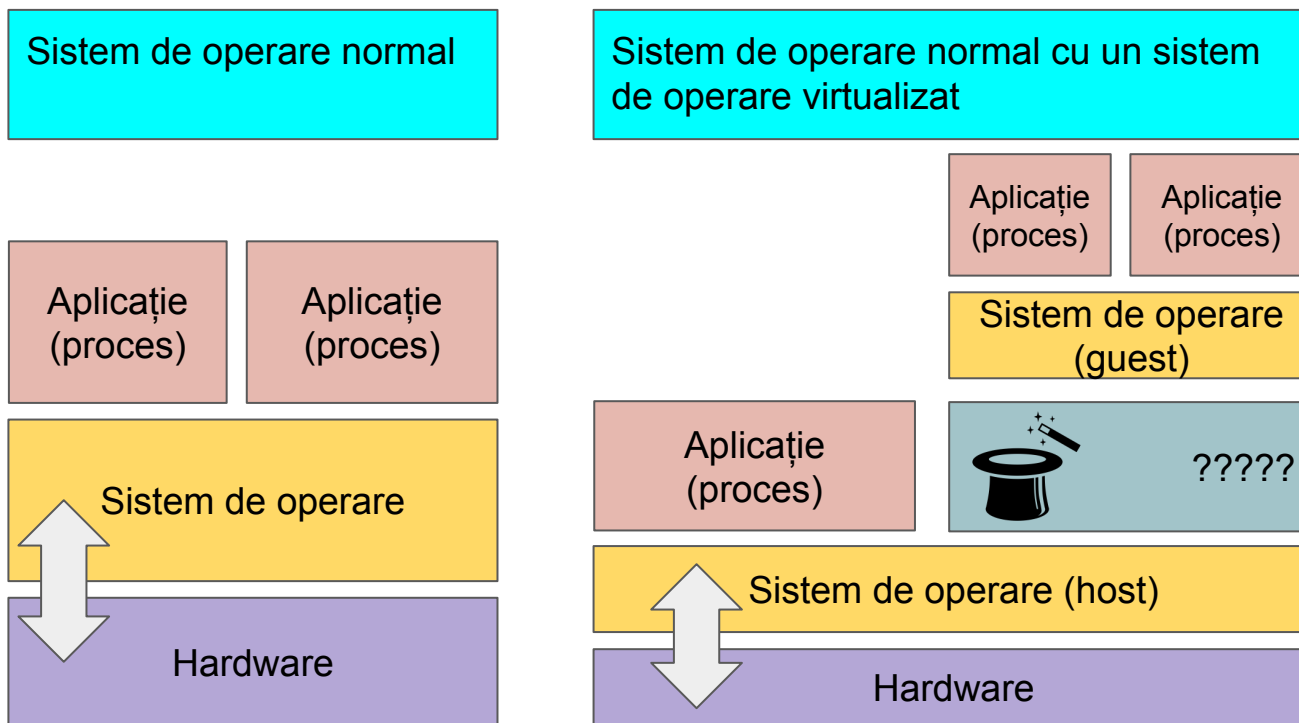 Sistem de operare normal
Aplicație
(proces)
Aplicație
(proces)
Sistem de operare
Hardware
Sistem de operare normal cu un sistem
de operare virtualizat
Aplicație
(proces)
Aplicație
(proces)
Sistem de operare
(guest)
Aplicație
(proces)
?????
Sistem de operare (host)
Hardware